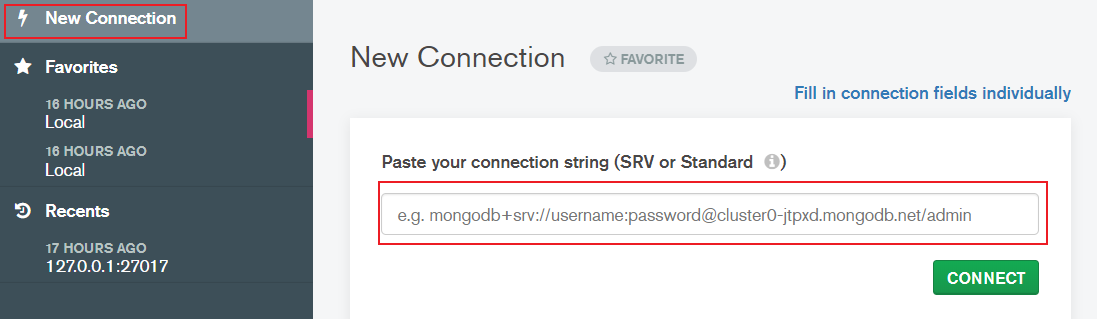 New Connection
Favorites
16 HOURS AGO
Local
16 HOURS AGO
Local
Recents
17 HOURS AGO
127.0.0.1:27017
New Connection
FAVORITE
Fill in connection fields individually
Paste your connection string (SRV or Standard i)
e.g. mongodb+srv://username:password@cluster0-jtpxd.mongodb.net/admin
CONNECT